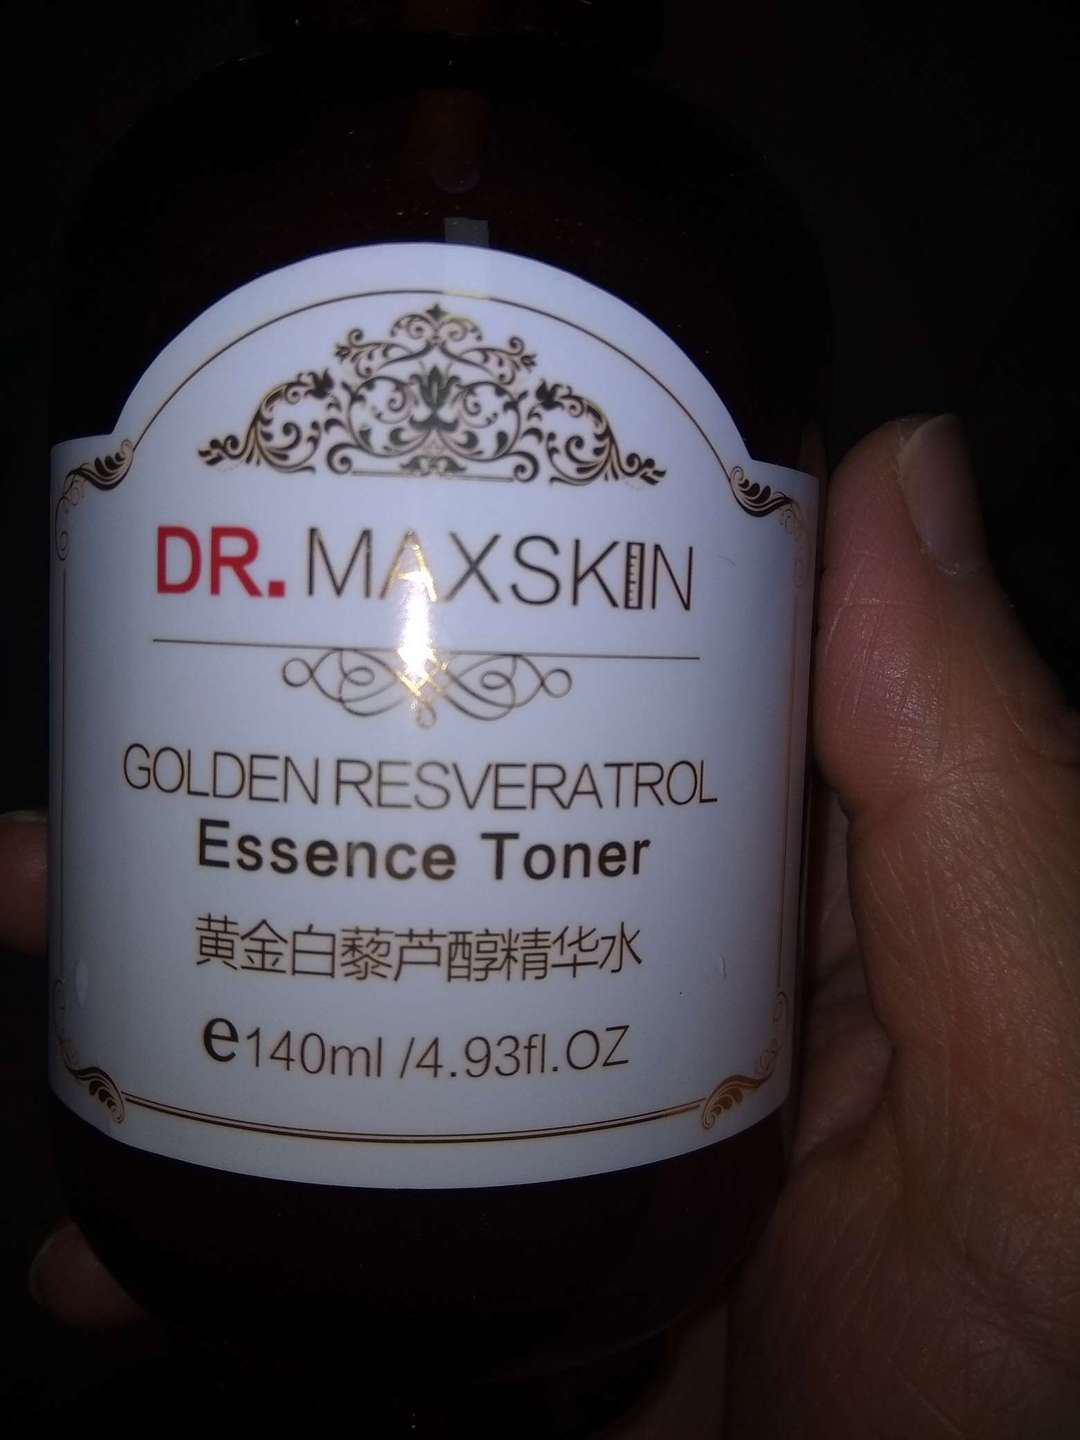 DR. MAXSKIN
GOLDEN RESVERATROL
Essence Toner
黄金白藜芦醇精华水
e140ml /4.93fl.OZ